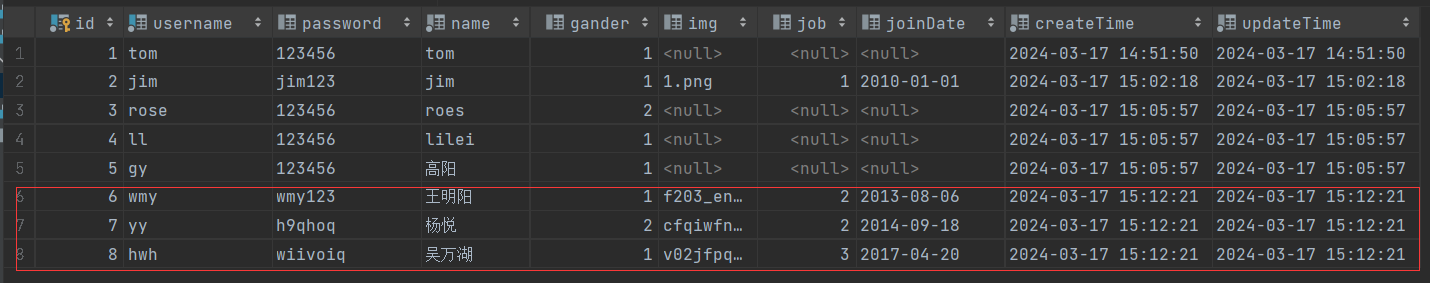 id username password name gander img job joinDate createTime updateTime
1 1 tom 123456 tom 1 <null> <null> <null> 2024-03-17 14:51:50 2024-03-17 14:51:50
2 2 jim jim123 jim 1 1.png 1 2010-01-01 2024-03-17 15:02:18 2024-03-17 15:02:18
3 3 rose 123456 roes 2 <null> <null> <null> 2024-03-17 15:05:57 2024-03-17 15:05:57
4 4 ll 123456 lilei 1 <null> <null> <null> 2024-03-17 15:05:57 2024-03-17 15:05:57
5 5 gy 123456 高阳 1 <null> <null> <null> 2024-03-17 15:05:57 2024-03-17 15:05:57
6 6 wmy wmy123 王明阳 1 f203_en… 2 2013-08-06 2024-03-17 15:12:21 2024-03-17 15:12:21
7 7 yy h9qhoq 杨悦 2 cfqiwfn… 2 2014-09-18 2024-03-17 15:12:21 2024-03-17 15:12:21
8 8 hwh wiivoiq 吴万湖 1 v02jfpq… 3 2017-04-20 2024-03-17 15:12:21 2024-03-17 15:12:21